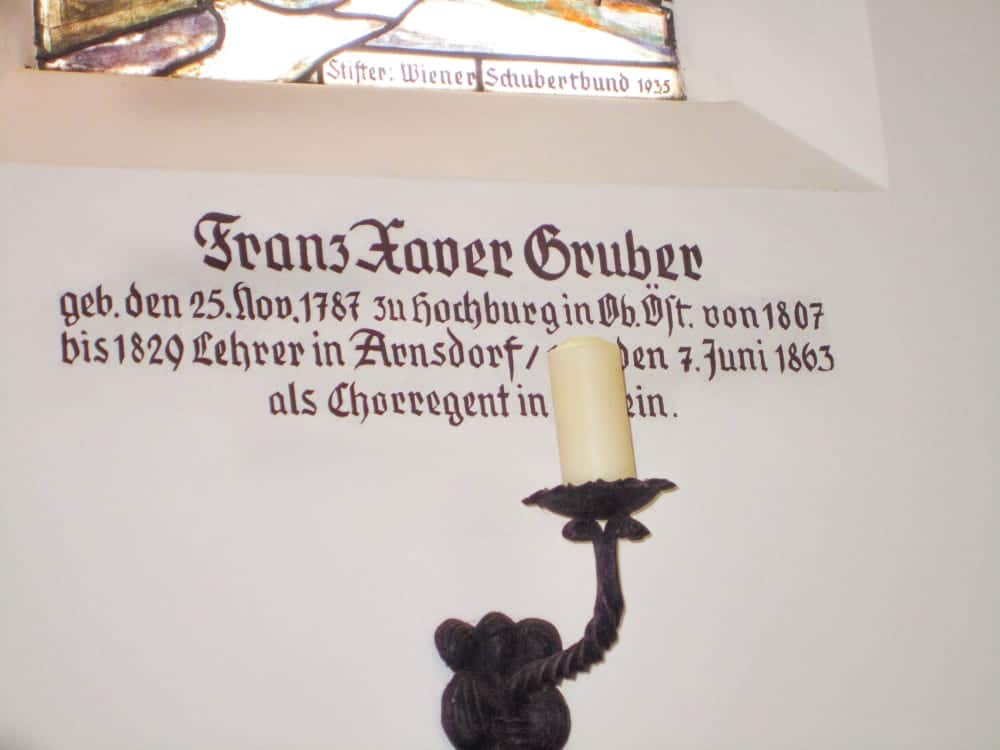 Stifter: Wiener Schubertbund 1935
Franz Xaver Gruber
geb. den 25. Nov. 1787 zu Hochburg in Ob. Öst. von 1807
bis 1829 Lehrer in Arnsdorf / den 7. Juni 1863
als Chorregent in